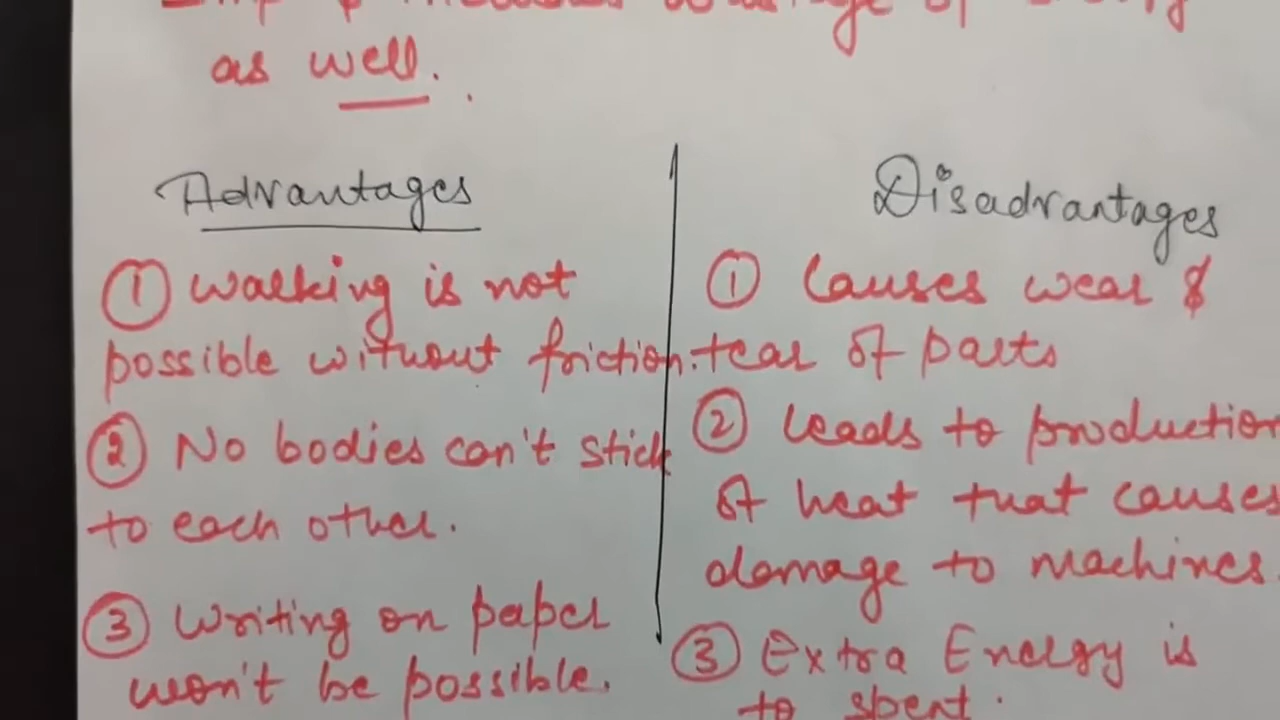 as well.
Advantages
① Walking is not
possible without friction.
② No bodies can't stick
to each other.
③ Writing on paper
won't be possible.
Disadvantages
① Causes wear &
tear of parts
② Leads to production
of heat that causes
damage to machines.
③ Extra Energy is
to spent.